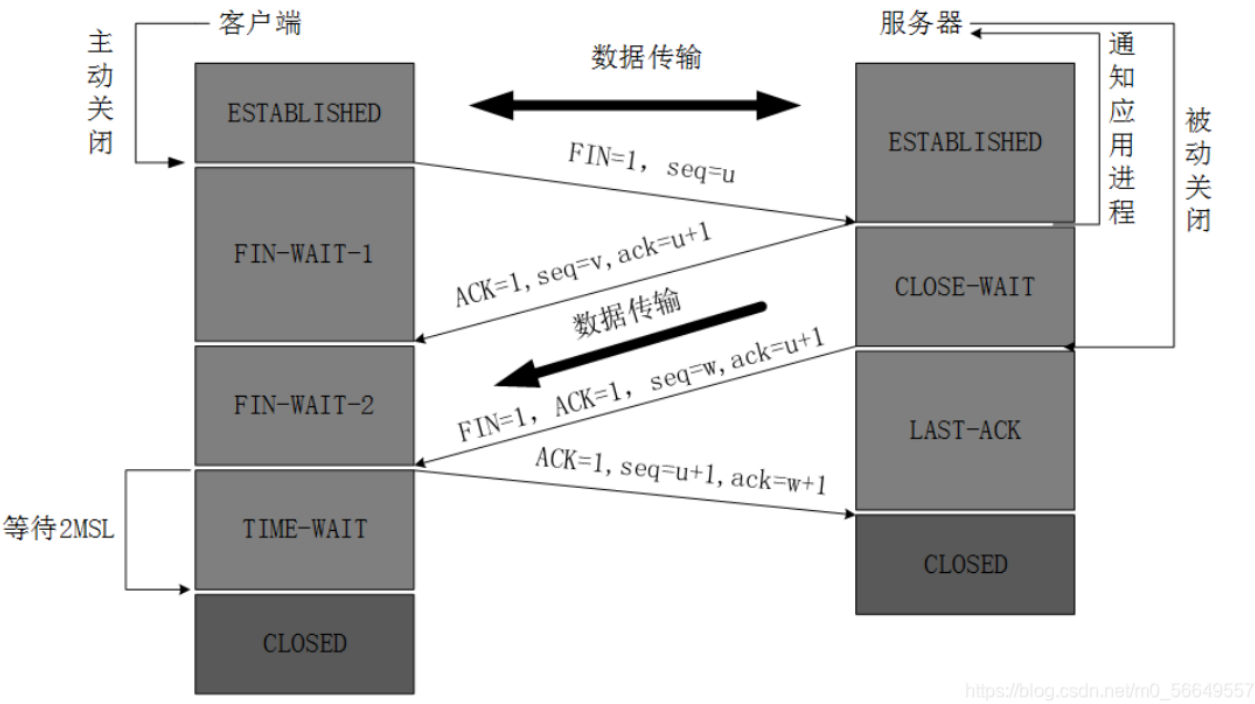 客户端
服务器
主动关闭
数据传输
通知应用进程
被动关闭
ESTABLISHED
ESTABLISHED
FIN=1, seq=u
FIN-WAIT-1
ACK=1,seq=v,ack=u+1
CLOSE-WAIT
数据传输
FIN=1, ACK=1, seq=w,ack=u+1
FIN-WAIT-2
LAST-ACK
ACK=1,seq=u+1,ack=w+1
等待2MSL
TIME-WAIT
CLOSED
CLOSED
https://blog.csdn.net/m0_56649557